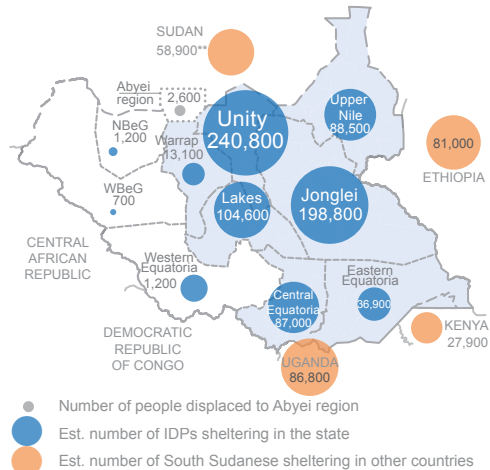 SUDAN
58,900**
Abyei
region
2,600
NBeG
1,200
Unity
240,800
Upper
Nile
88,500
Warrap
13,100
81,000
ETHIOPIA
WBeG
700
Lakes
104,600
Jonglei
198,800
CENTRAL
AFRICAN
REPUBLIC
Western
Equatoria
1,200
Eastern
Equatoria
36,900
Central
Equatoria
87,000
DEMOCRATIC
REPUBLIC
OF CONGO
KENYA
27,900
UGANDA
86,800
Number of people displaced to Abyei region
Est. number of IDPs sheltering in the state
Est. number of South Sudanese sheltering in other countries